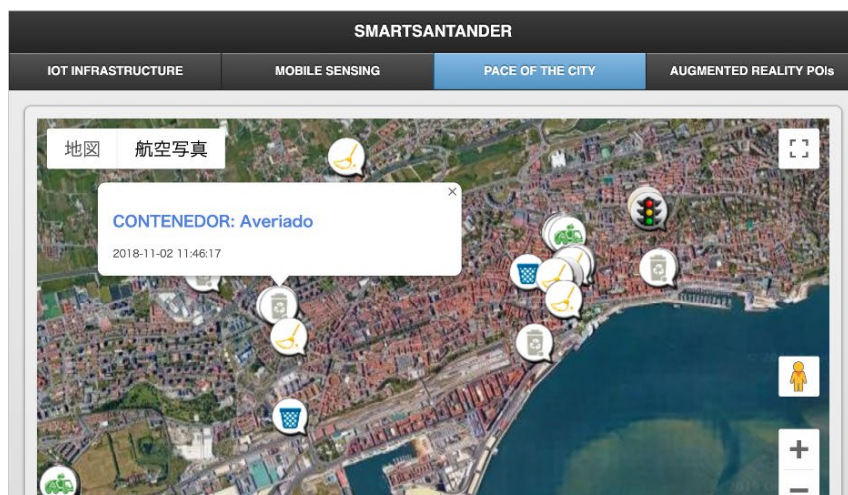 SMARTSANTANDER
IOT INFRASTRUCTURE
MOBILE SENSING
PACE OF THE CITY
AUGMENTED REALITY POIs
地図
航空写真
×
CONTENEDOR: Averiado
2018-11-02 11:46:17
+
−